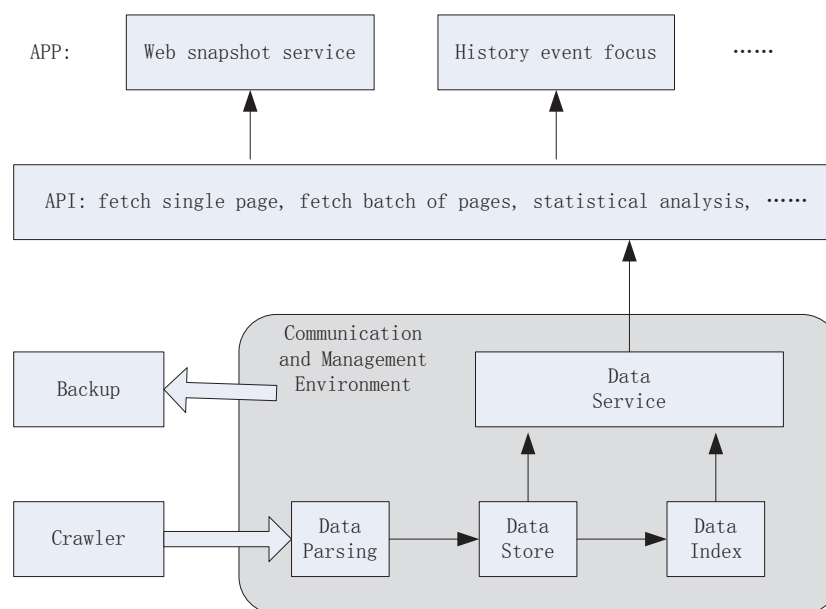 APP:
Web snapshot service
History event focus
……
API: fetch single page, fetch batch of pages, statistical analysis, ……
Communication
and Management
Environment
Backup
Data
Service
Crawler
Data
Parsing
Data
Store
Data
Index